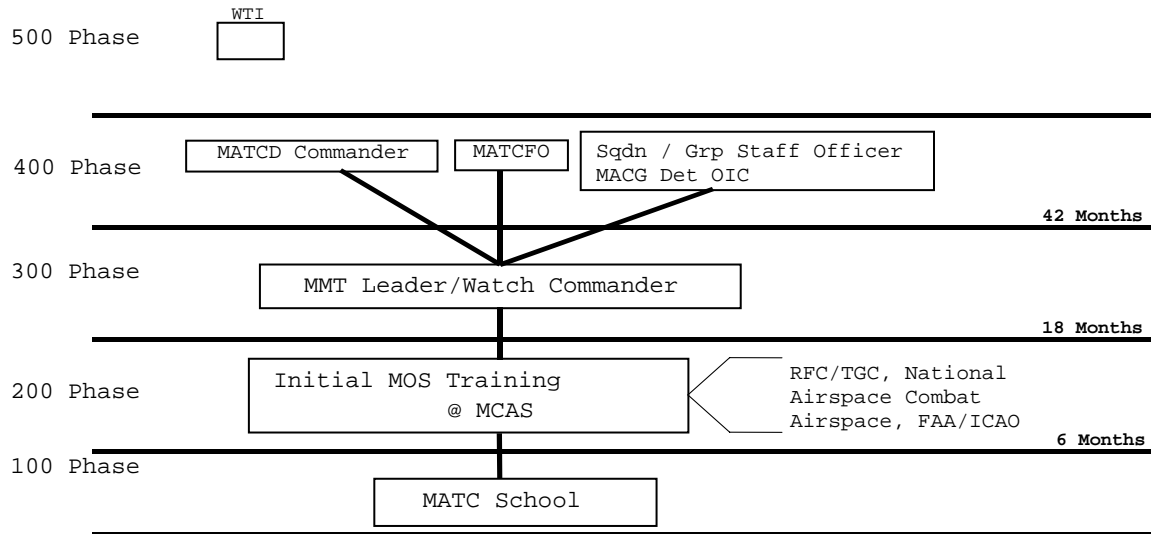 WTI
500 Phase
400 Phase
MATCD Commander
MATCFO
Sqdn / Grp Staff Officer
MACG Det OIC
42 Months
300 Phase
MMT Leader/Watch Commander
18 Months
200 Phase
Initial MOS Training
@ MCAS
RFC/TGC, National
Airspace Combat
Airspace, FAA/ICAO
6 Months
100 Phase
MATC School